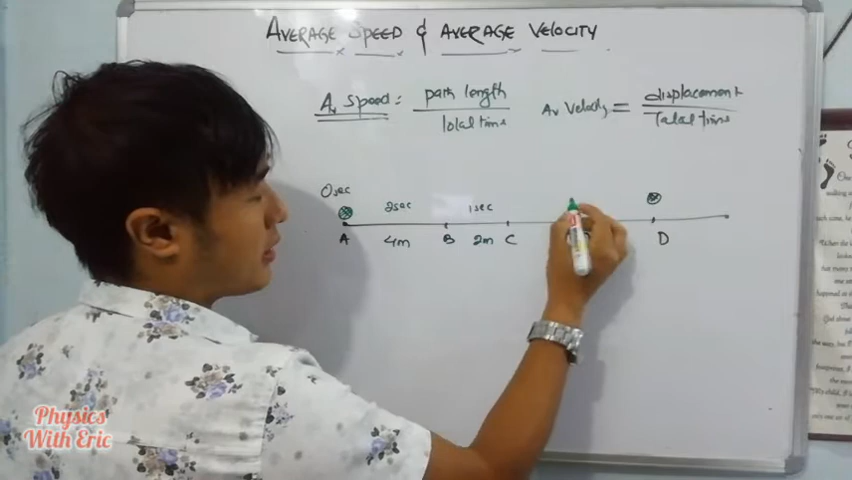 AVERAGE SPEED & AVERAGE VELOCITY
Av Speed = path length / Total time
Av Velocity = displacement / Total time
0sec
2sec 1sec
A 4m B 2m C D
Physics
With Eric